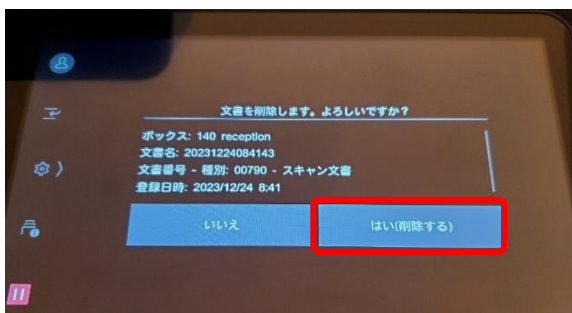 文書を削除します。よろしいですか？
ボックス: 140 reception
文書名: 20231224084143
文書番号 - 種別: 00790 - スキャン文書
登録日時: 2023/12/24 8:41
いいえ
はい(削除する)